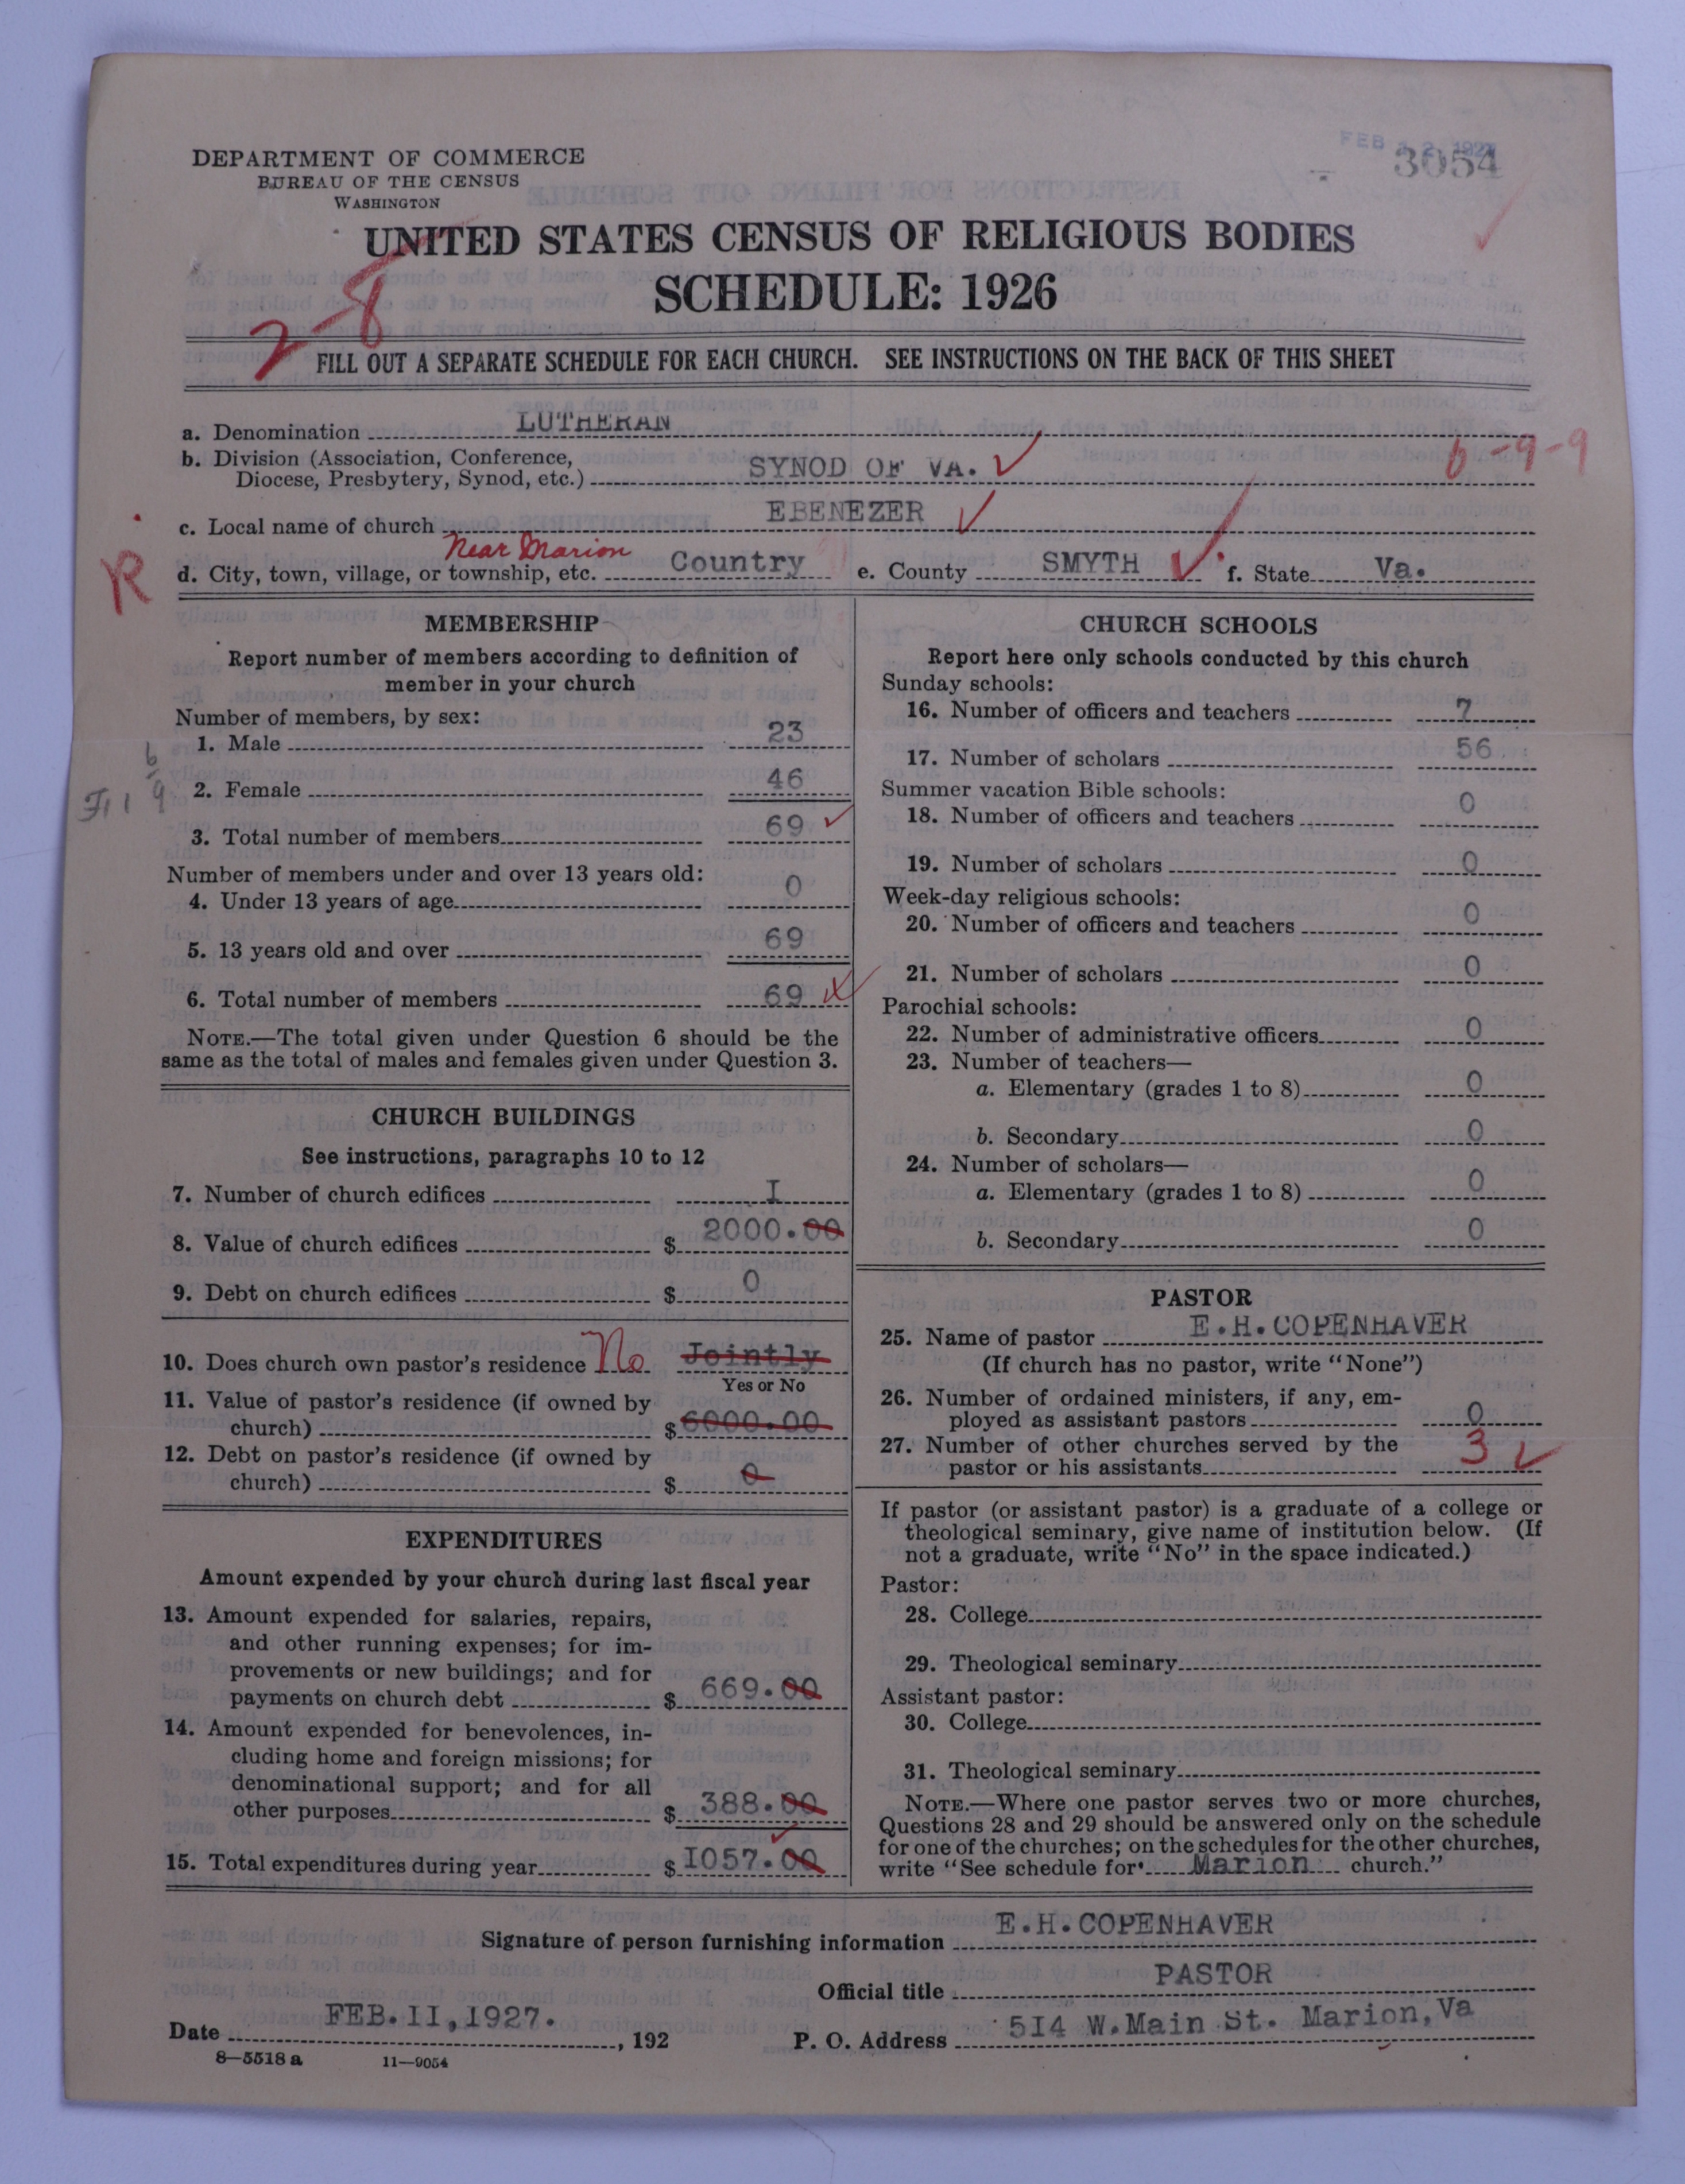 DEPARTMENT OF COMMERCE
BUREAU OF THE CENSUS
WASHINGTON
FEB 12 1927
3054
UNITED STATES CENSUS OF RELIGIOUS BODIES
SCHEDULE: 1926
2-8
FILL OUT A SEPARATE SCHEDULE FOR EACH CHURCH. SEE INSTRUCTIONS ON THE BACK OF THIS SHEET
a. Denomination LUTHERAN
b. Division (Association, Conference,
Diocese, Presbytery, Synod, etc.) SYNOD OF VA.
6-9-9
c. Local name of church EBENEZER
Near Marion
R
d. City, town, village, or township, etc. Country e. County SMYTH f. State Va.
MEMBERSHIP
Report number of members according to definition of
member in your church
Number of members, by sex:
1. Male 23
2. Female 46
3. Total number of members 69
Number of members under and over 13 years old:
4. Under 13 years of age 0
5. 13 years old and over 69
6. Total number of members 69
NOTE.—The total given under Question 6 should be the
same as the total of males and females given under Question 3.
CHURCH BUILDINGS
See instructions, paragraphs 10 to 12
7. Number of church edifices I
8. Value of church edifices $ 2000.00
9. Debt on church edifices $ 0
10. Does church own pastor's residence No Jointly
Yes or No
11. Value of pastor's residence (if owned by
church) $ 6000.00
12. Debt on pastor's residence (if owned by
church) $ 0
EXPENDITURES
Amount expended by your church during last fiscal year
13. Amount expended for salaries, repairs,
and other running expenses; for im-
provements or new buildings; and for
payments on church debt $ 669.00
14. Amount expended for benevolences, in-
cluding home and foreign missions; for
denominational support; and for all
other purposes $ 388.00
15. Total expenditures during year $ I057.00
CHURCH SCHOOLS
Report here only schools conducted by this church
Sunday schools:
16. Number of officers and teachers 7
17. Number of scholars 56
Summer vacation Bible schools:
18. Number of officers and teachers 0
19. Number of scholars 0
Week-day religious schools:
20. Number of officers and teachers 0
21. Number of scholars 0
Parochial schools:
22. Number of administrative officers 0
23. Number of teachers—
a. Elementary (grades 1 to 8) 0
b. Secondary 0
24. Number of scholars—
a. Elementary (grades 1 to 8) 0
b. Secondary 0
PASTOR
25. Name of pastor E.H.COPENHAVER
(If church has no pastor, write "None")
26. Number of ordained ministers, if any, em-
ployed as assistant pastors 0
27. Number of other churches served by the
pastor or his assistants 3
If pastor (or assistant pastor) is a graduate of a college or
theological seminary, give name of institution below. (If
not a graduate, write "No" in the space indicated.)
Pastor:
28. College
29. Theological seminary
Assistant pastor:
30. College
31. Theological seminary
NOTE.—Where one pastor serves two or more churches,
Questions 28 and 29 should be answered only on the schedule
for one of the churches; on the schedules for the other churches,
write "See schedule for Marion church."
Signature of person furnishing information E.H.COPENHAVER
Official title PASTOR
Date FEB.II,1927. , 192 P. O. Address 5I4 W.Main St. Marion,Va
8—5518 a 11—9054